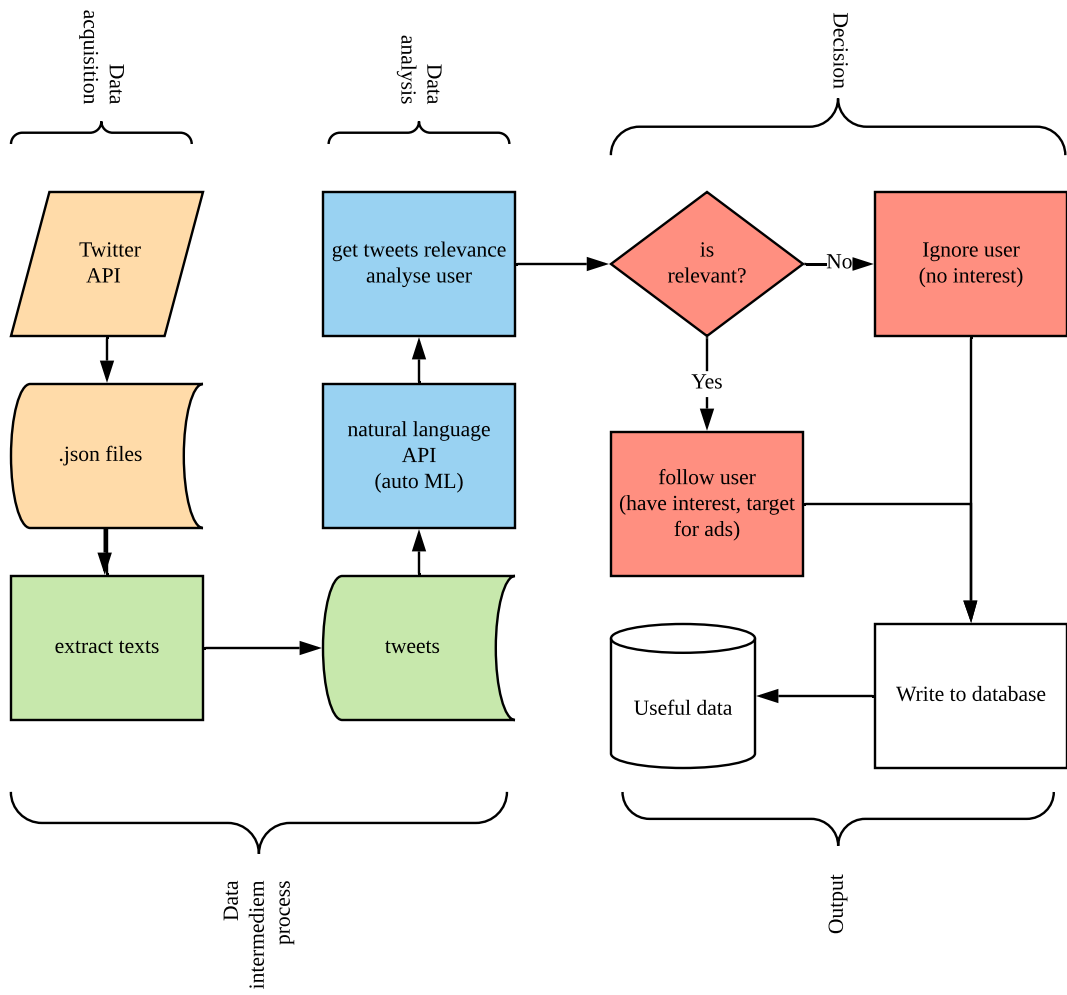 Data
acquisition
Data
analysis
Decision
Twitter
API
get tweets relevance
analyse user
is
relevant?
No
Ignore user
(no interest)
Yes
.json files
natural language
API
(auto ML)
follow user
(have interest, target
for ads)
extract texts
tweets
Useful data
Write to database
Data
intermediem
process
Output